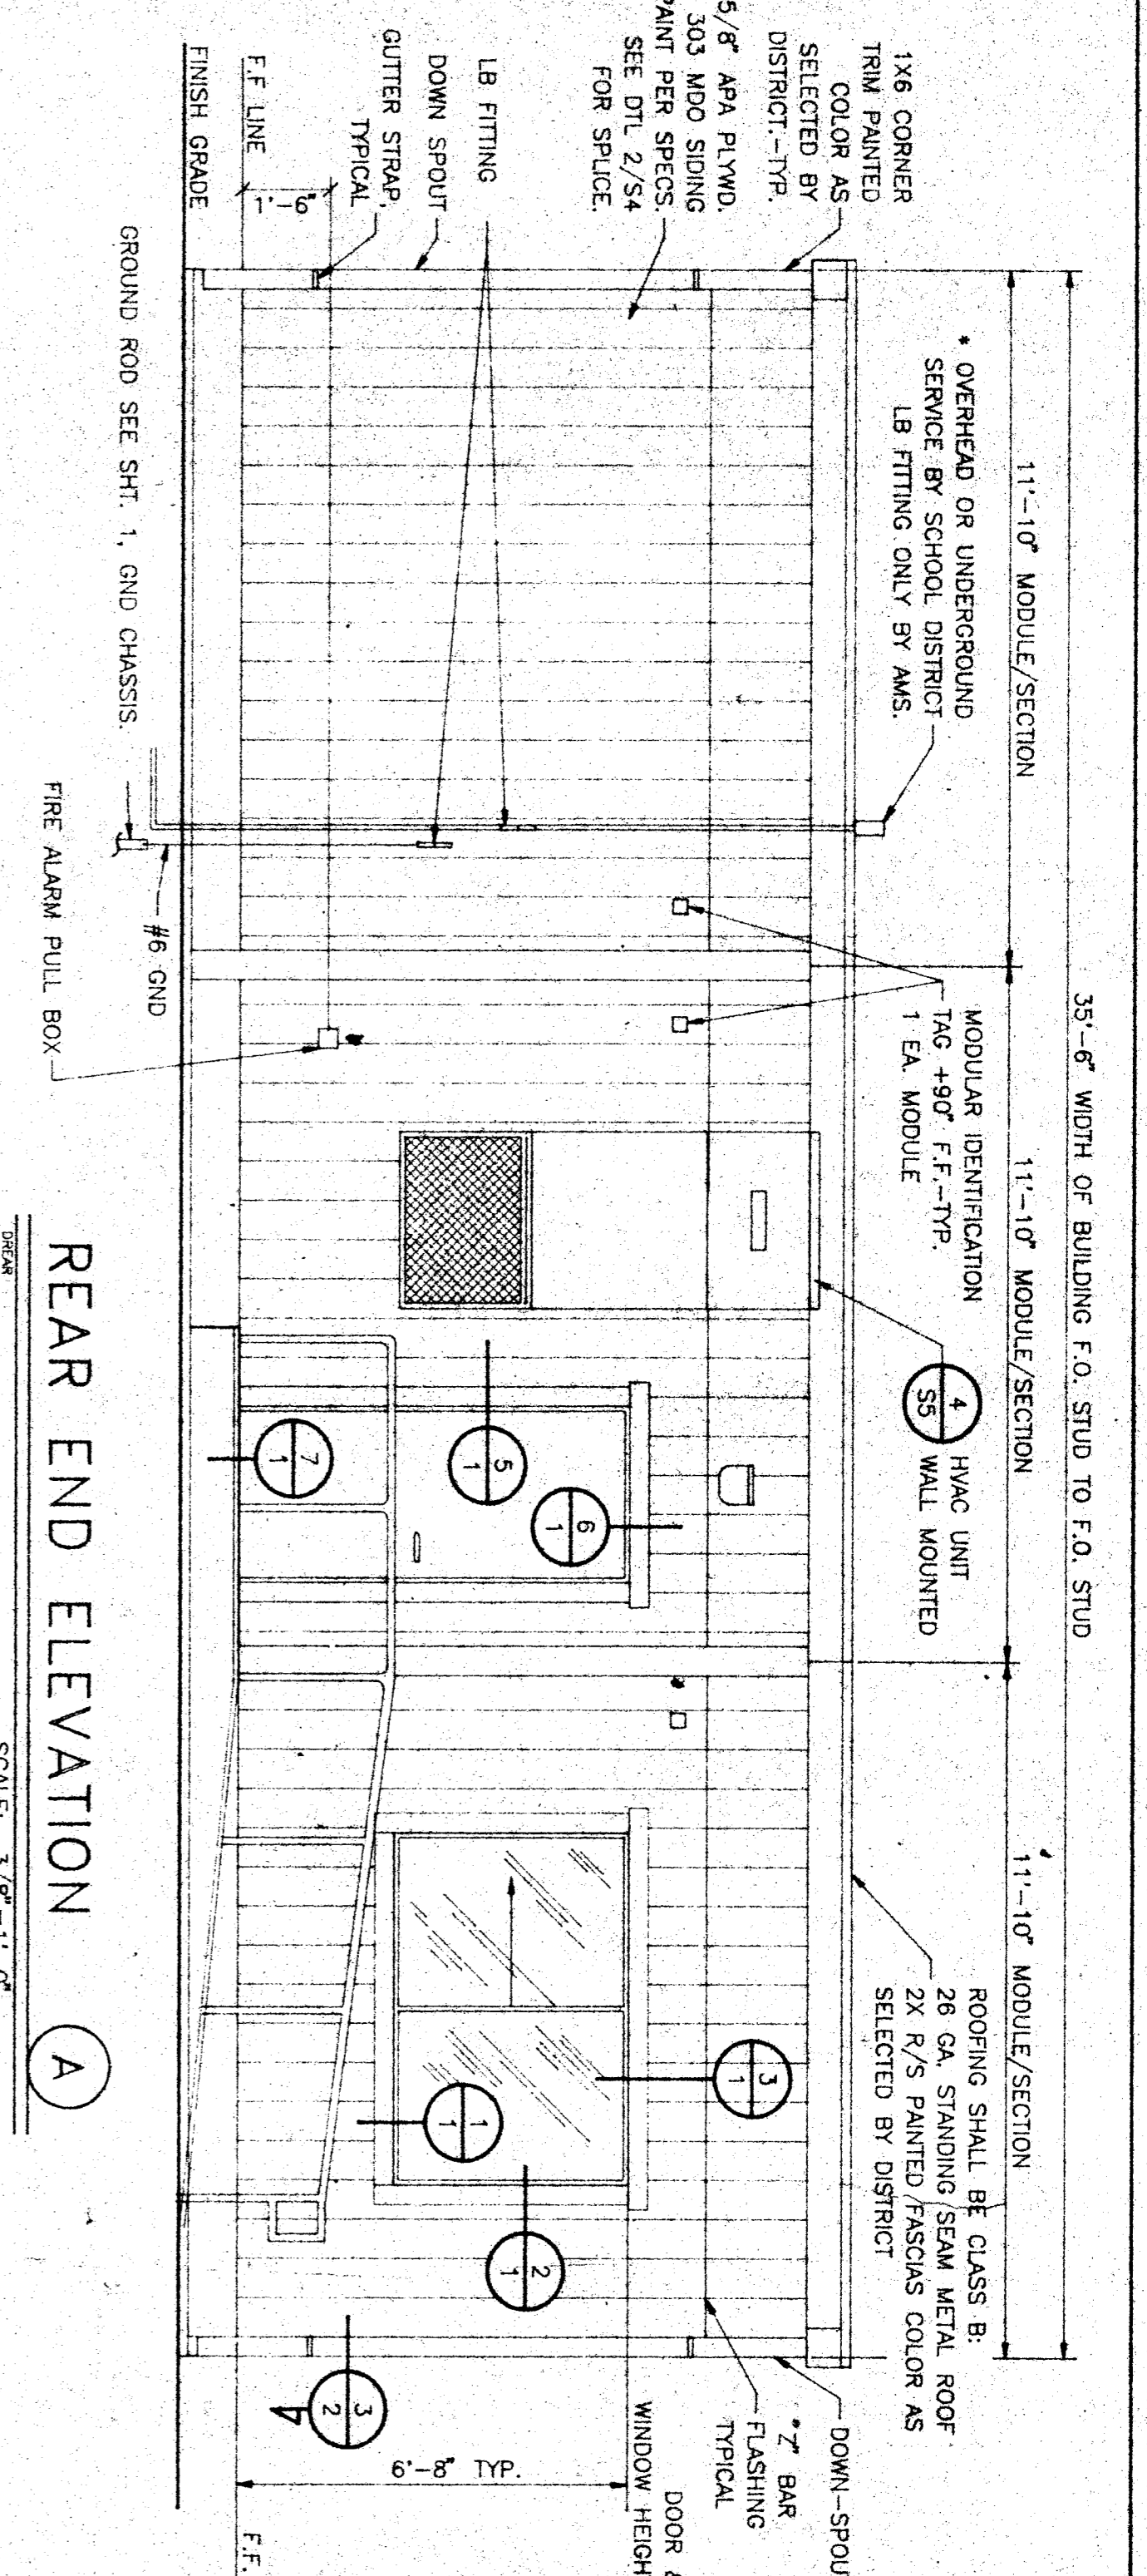 35'-6" WIDTH OF BUILDING F.O. STUD TO F.O. STUD
11'-10" MODULE/SECTION
11'-10" MODULE/SECTION
11'-10" MODULE/SECTION
1X6 CORNER
TRIM PAINTED
COLOR AS
SELECTED BY
DISTRICT.-TYP.
5/8" APA PLYWD.
303 MDO SIDING
PAINT PER SPECS.
SEE DTL 2/S4
FOR SPLICE.
LB FITTING
DOWN SPOUT
GUTTER STRAP,
TYPICAL
1'-6"
F.F LINE
FINISH GRADE
* OVERHEAD OR UNDERGROUND
SERVICE BY SCHOOL DISTRICT
LB FITTING ONLY BY AMS.
MODULAR IDENTIFICATION
TAG +90" F.F.-TYP.
1 EA. MODULE
4
S5
HVAC UNIT
WALL MOUNTED
ROOFING SHALL BE CLASS B:
26 GA. STANDING SEAM METAL ROOF
2X R/S PAINTED FASCIAS COLOR AS
SELECTED BY DISTRICT
DOWN-SPOU
"Z" BAR
FLASHING
TYPICAL
DOOR &
WINDOW HEIGH
6'-8" TYP.
F.F.
5
1
6
1
7
1
3
1
1
1
2
1
3
2
GROUND ROD SEE SHT. 1, GND CHASSIS.
#6 GND
FIRE ALARM PULL BOX
REAR END ELEVATION
A
DREAR
SCALE: 3/8"=1'-0"